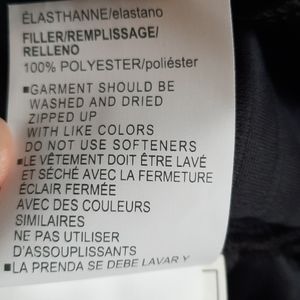 ÉLASTHANNE/elastano
FILLER/REMPLISSAGE/
RELLENO
100% POLYESTER/poliéster
▪GARMENT SHOULD BE
WASHED AND DRIED
ZIPPED UP
WITH LIKE COLORS
DO NOT USE SOFTENERS
▪LE VÊTEMENT DOIT ÊTRE LAVÉ
ET SÉCHÉ AVEC LA FERMETURE
ÉCLAIR FERMÉE
AVEC DES COULEURS
SIMILAIRES
NE PAS UTILISER
D'ASSOUPLISSANTS
▪LA PRENDA SE DEBE LAVAR Y